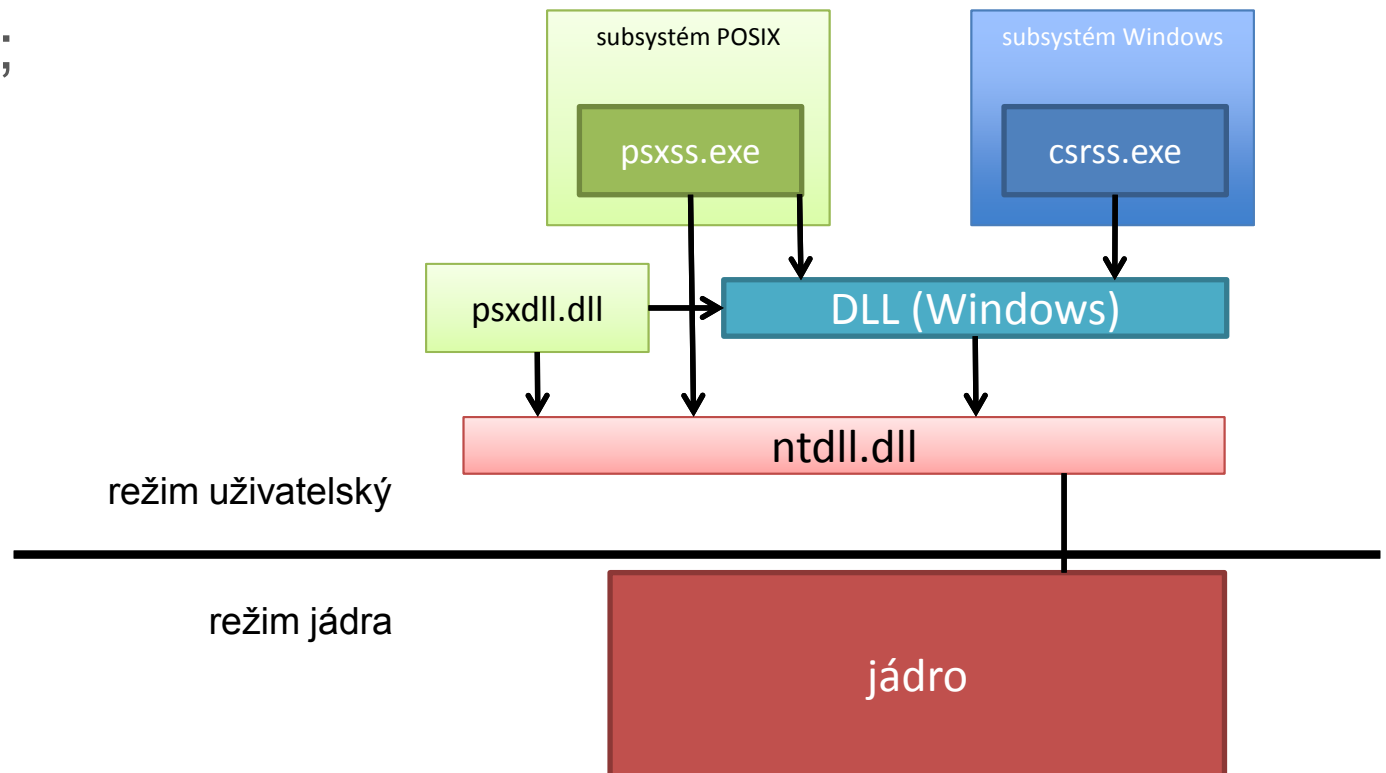 ;
subsystém POSIX
subsystém Windows
psxss.exe
csrss.exe
psxdll.dll
DLL (Windows)
ntdll.dll
režim uživatelský
režim jádra
jádro